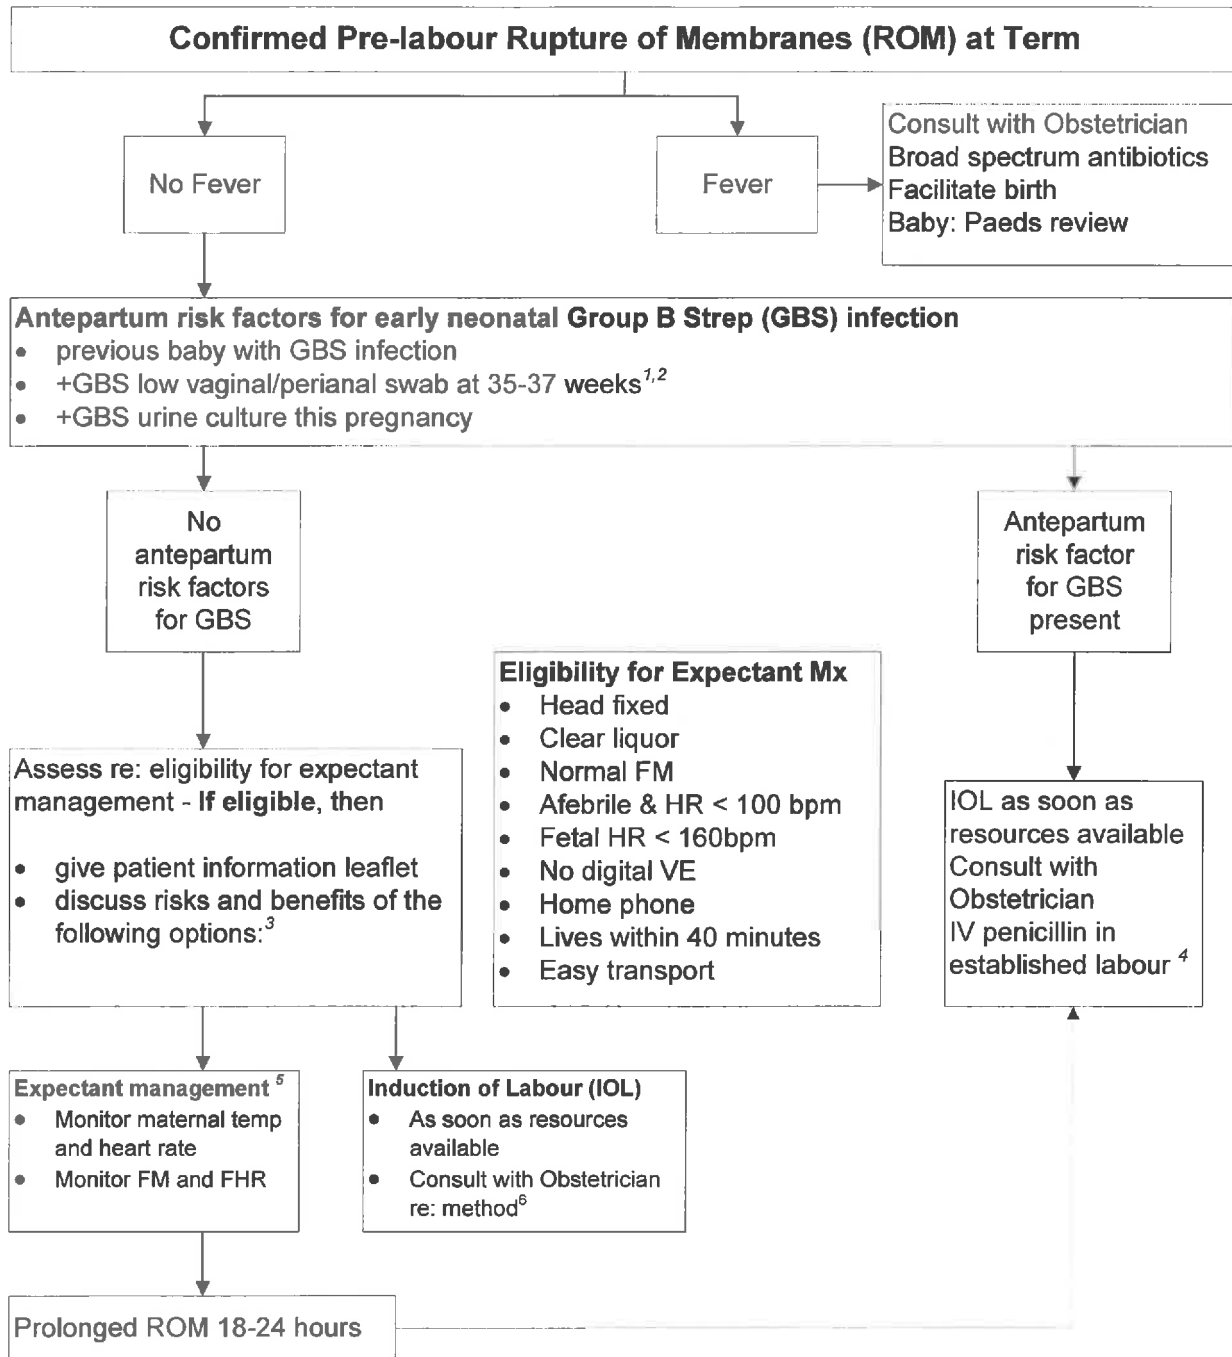 Confirmed Pre-labour Rupture of Membranes (ROM) at Term
No Fever
Fever
Consult with Obstetrician
Broad spectrum antibiotics
Facilitate birth
Baby: Paeds review
Antepartum risk factors for early neonatal Group B Strep (GBS) infection
• previous baby with GBS infection
• +GBS low vaginal/perianal swab at 35-37 weeks1,2
• +GBS urine culture this pregnancy
No
antepartum
risk factors
for GBS
Antepartum
risk factor
for GBS
present
Assess re: eligibility for expectant
management - If eligible, then
• give patient information leaflet
• discuss risks and benefits of the
following options:3
Eligibility for Expectant Mx
• Head fixed
• Clear liquor
• Normal FM
• Afebrile & HR < 100 bpm
• Fetal HR < 160bpm
• No digital VE
• Home phone
• Lives within 40 minutes
• Easy transport
IOL as soon as
resources available
Consult with
Obstetrician
IV penicillin in
established labour 4
Expectant management 5
• Monitor maternal temp
and heart rate
• Monitor FM and FHR
Induction of Labour (IOL)
• As soon as resources
available
• Consult with Obstetrician
re: method6
Prolonged ROM 18-24 hours